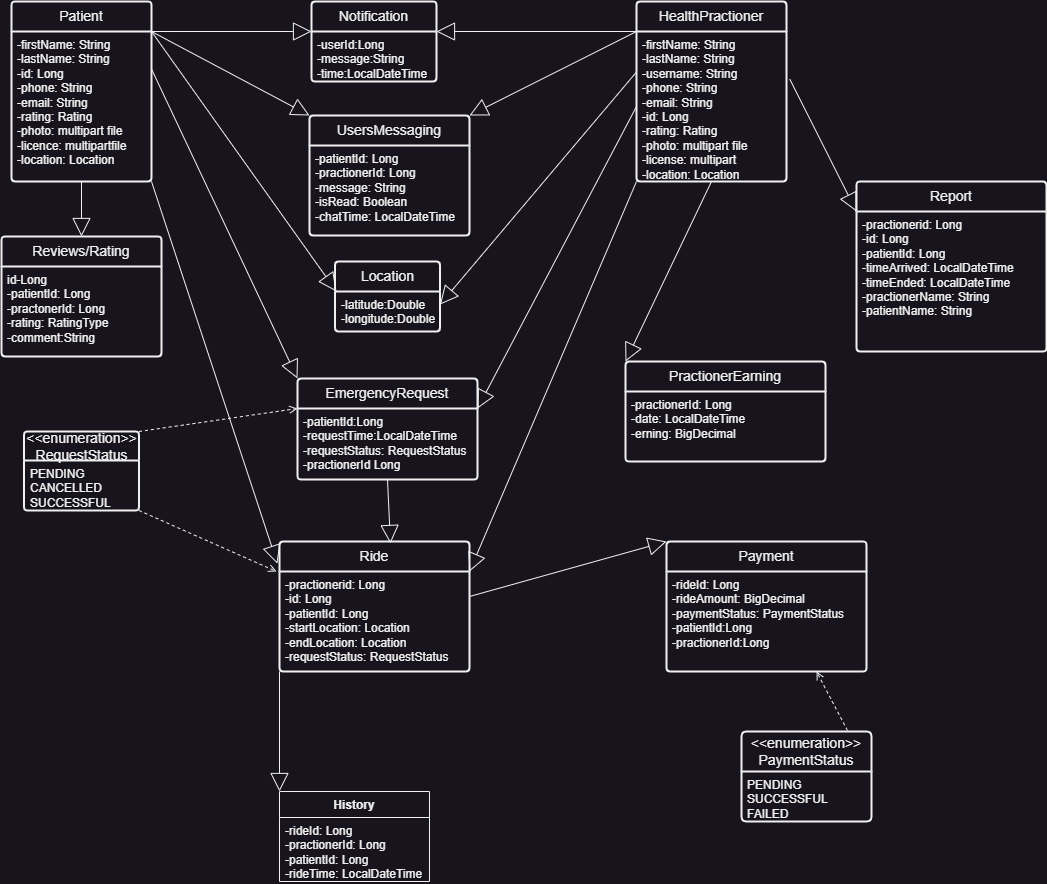 Patient
-firstName: String
-lastName: String
-id: Long
-phone: String
-email: String
-rating: Rating
-photo: multipart file
-licence: multipartfile
-location: Location
Notification
-userId:Long
-message:String
-time:LocalDateTime
HealthPractioner
-firstName: String
-lastName: String
-username: String
-phone: String
-email: String
-id: Long
-rating: Rating
-photo: multipart file
-license: multipart
-location: Location
UsersMessaging
-patientId: Long
-practionerId: Long
-message: String
-isRead: Boolean
-chatTime: LocalDateTime
Report
-practionerid: Long
-id: Long
-patientId: Long
-timeArrived: LocalDateTime
-timeEnded: LocalDateTime
-practionerName: String
-patientName: String
Reviews/Rating
id-Long
-patientId: Long
-practonerId: Long
-rating: RatingType
-comment:String
Location
-latitude:Double
-longitude:Double
EmergencyRequest
-patientId:Long
-requestTime:LocalDateTime
-requestStatus: RequestStatus
-practionerId Long
PractionerEarning
-practionerId: Long
-date: LocalDateTime
-erning: BigDecimal
<<enumeration>>
RequestStatus
PENDING
CANCELLED
SUCCESSFUL
Ride
-practionerid: Long
-id: Long
-patientId: Long
-startLocation: Location
-endLocation: Location
-requestStatus: RequestStatus
Payment
-rideId: Long
-rideAmount: BigDecimal
-paymentStatus: PaymentStatus
-patientId:Long
-practionerId:Long
<<enumeration>>
PaymentStatus
PENDING
SUCCESSFUL
FAILED
History
-rideId: Long
-practionerId: Long
-patientId: Long
-rideTime: LocalDateTime